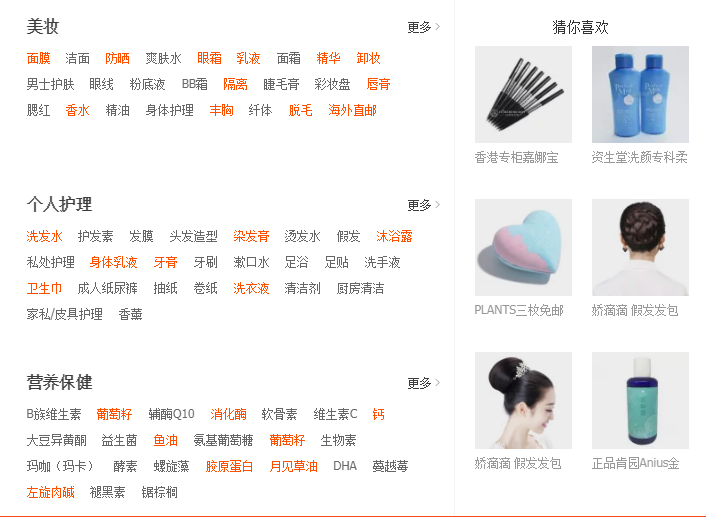 美妆 更多 >
面膜 洁面 防晒 爽肤水 眼霜 乳液 面霜 精华 卸妆
男士护肤 眼线 粉底液 BB霜 隔离 睫毛膏 彩妆盘 唇膏
腮红 香水 精油 身体护理 丰胸 纤体 脱毛 海外直邮
个人护理 更多 >
洗发水 护发素 发膜 头发造型 染发膏 烫发水 假发 沐浴露
私处护理 身体乳液 牙膏 牙刷 漱口水 足浴 足贴 洗手液
卫生巾 成人纸尿裤 抽纸 卷纸 洗衣液 清洁剂 厨房清洁
家私/皮具护理 香薰
营养保健 更多 >
B族维生素 葡萄籽 辅酶Q10 消化酶 软骨素 维生素C 钙
大豆异黄酮 益生菌 鱼油 氨基葡萄糖 葡萄籽 生物素
玛咖（玛卡） 酵素 螺旋藻 胶原蛋白 月见草油 DHA 蔓越莓
左旋肉碱 褪黑素 锯棕榈
猜你喜欢
香港专柜嘉娜宝 资生堂洗颜专科柔
PLANTS三枚免邮 娇滴滴 假发发包
娇滴滴 假发发包 正品肯园Anius金